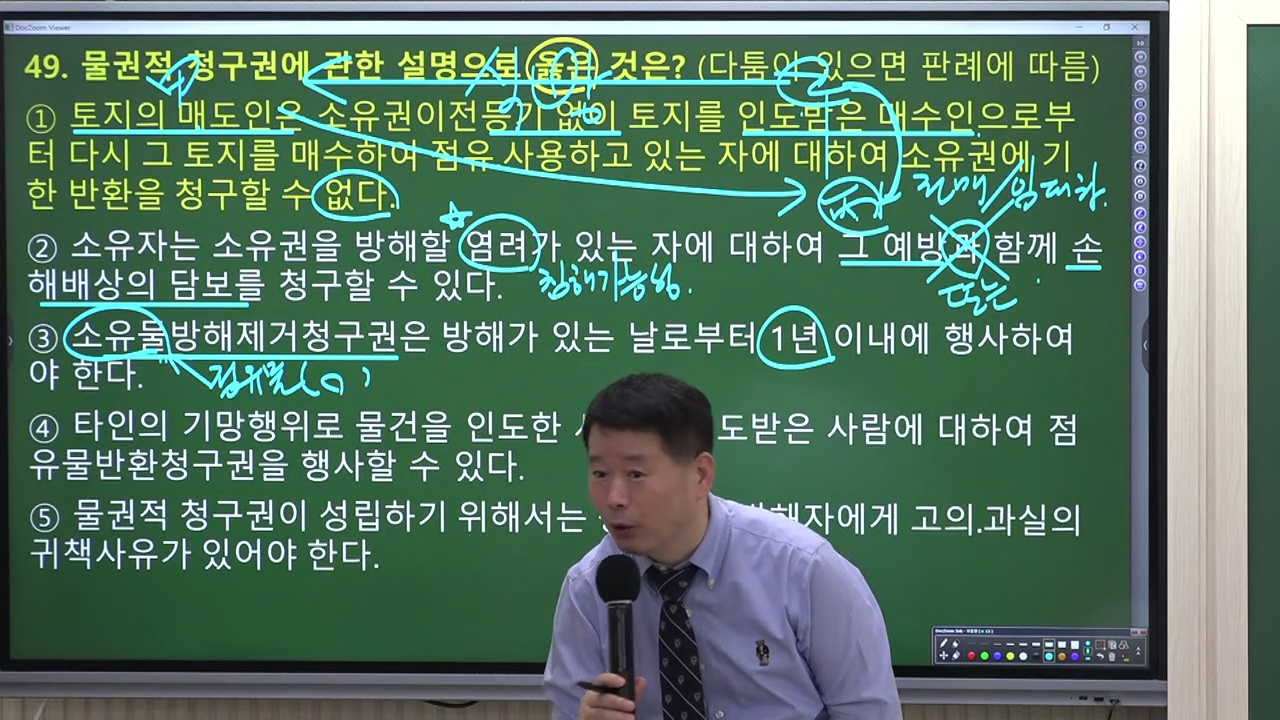 DocZoom Viewer
49. 물권적 청구권에 관한 설명으로 옳은 것은? (다툼이 있으면 판례에 따름)
① 토지의 매도인은 소유권이전등기 없이 토지를 인도받은 매수인으로부
터 다시 그 토지를 매수하여 점유 사용하고 있는 자에 대하여 소유권에 기
한 반환을 청구할 수 없다.
전매/임대차.
② 소유자는 소유권을 방해할 염려가 있는 자에 대하여 그 예방과 함께 손
해배상의 담보를 청구할 수 있다.
침해가능성.
또는
③ 소유물방해제거청구권은 방해가 있는 날로부터 1년 이내에 행사하여
야 한다.
점유물(O)
④ 타인의 기망행위로 물건을 인도한 도받은 사람에 대하여 점
유물반환청구권을 행사할 수 있다.
⑤ 물권적 청구권이 성립하기 위해서는 해자에게 고의.과실의
귀책사유가 있어야 한다.